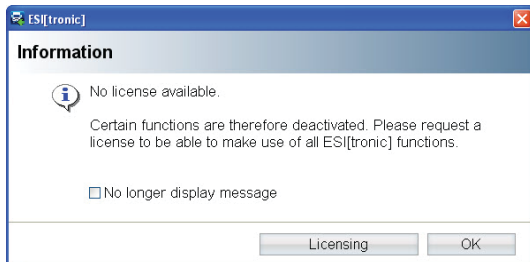 ESI[tronic]
Information
No license available.
Certain functions are therefore deactivated. Please request a
license to be able to make use of all ESI[tronic] functions.
No longer display message
Licensing
OK